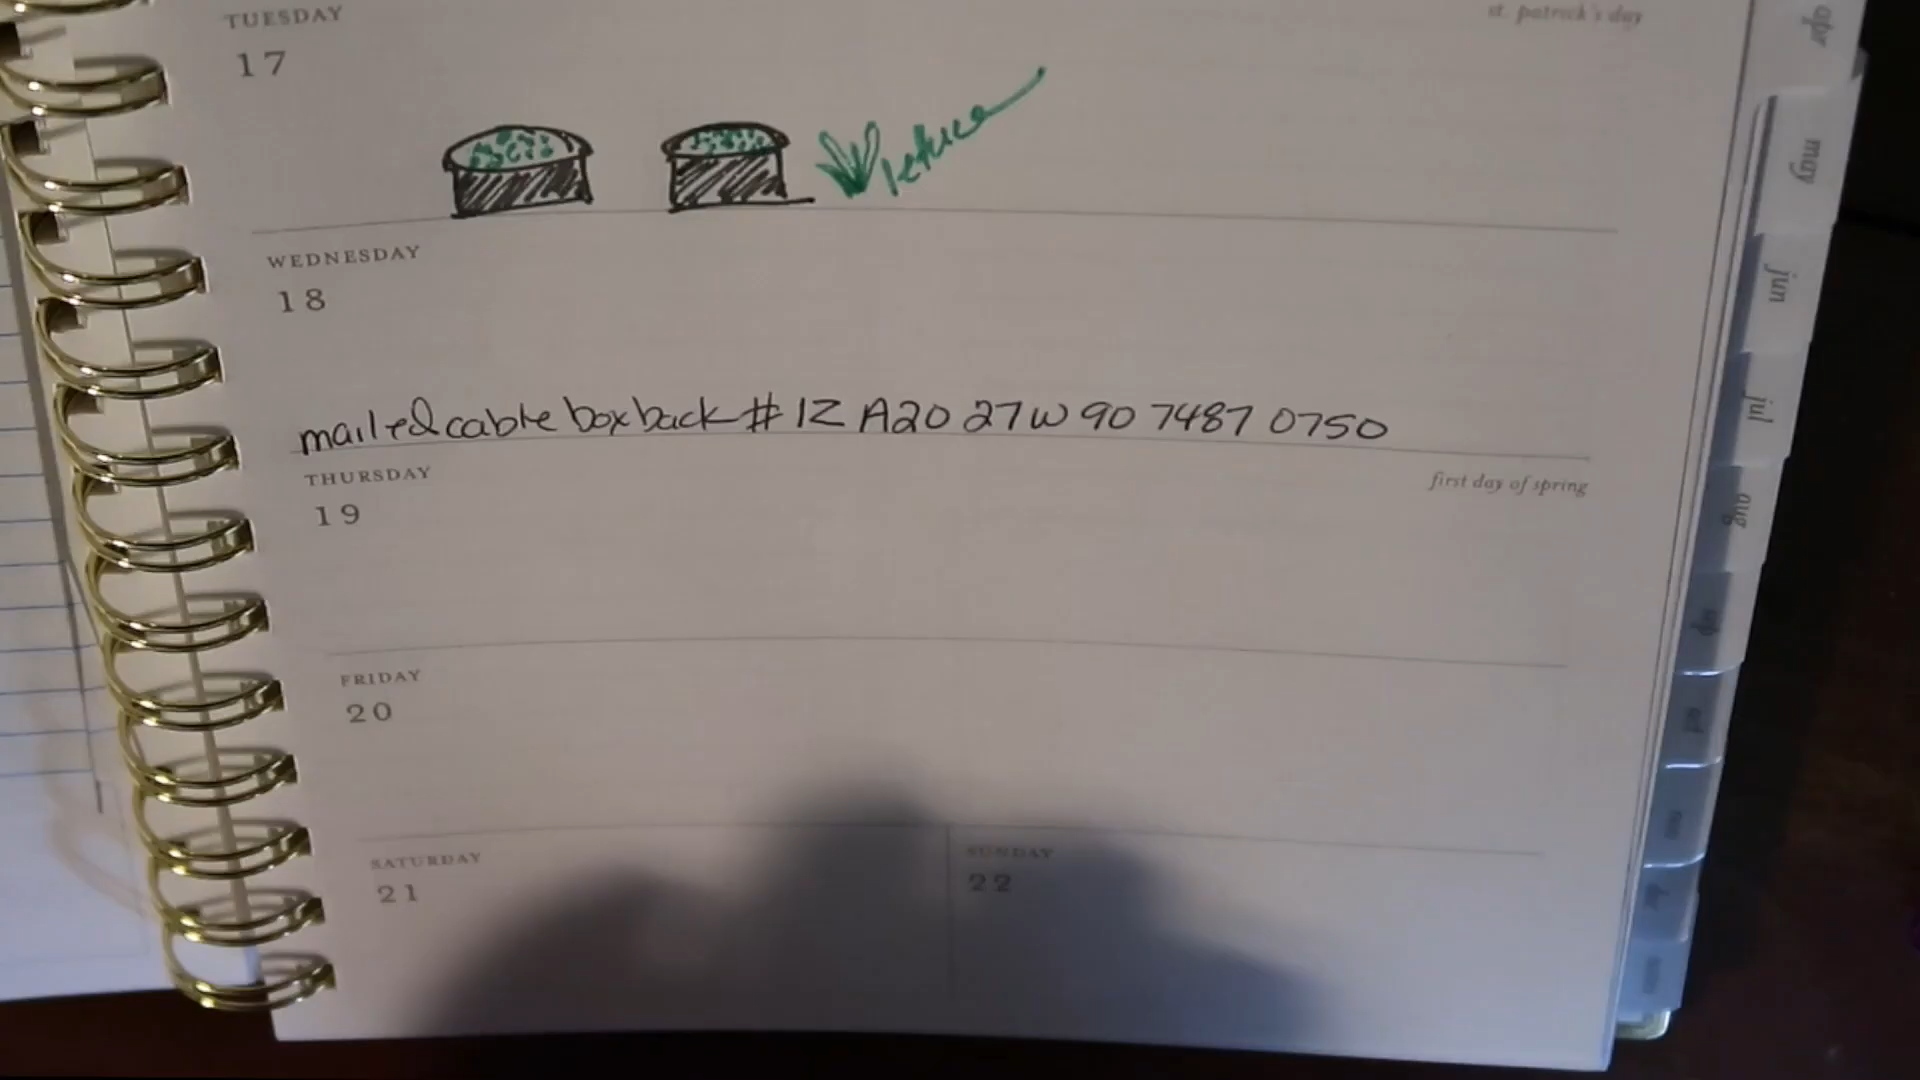 TUESDAY
st. patrick's day
17
letuce
WEDNESDAY
18
mailed cable box back # 1Z A20 27W 90 7487 0750
THURSDAY
first day of spring
19
FRIDAY
20
SATURDAY
21
SUNDAY
22
apr
may
jun
jul
aug